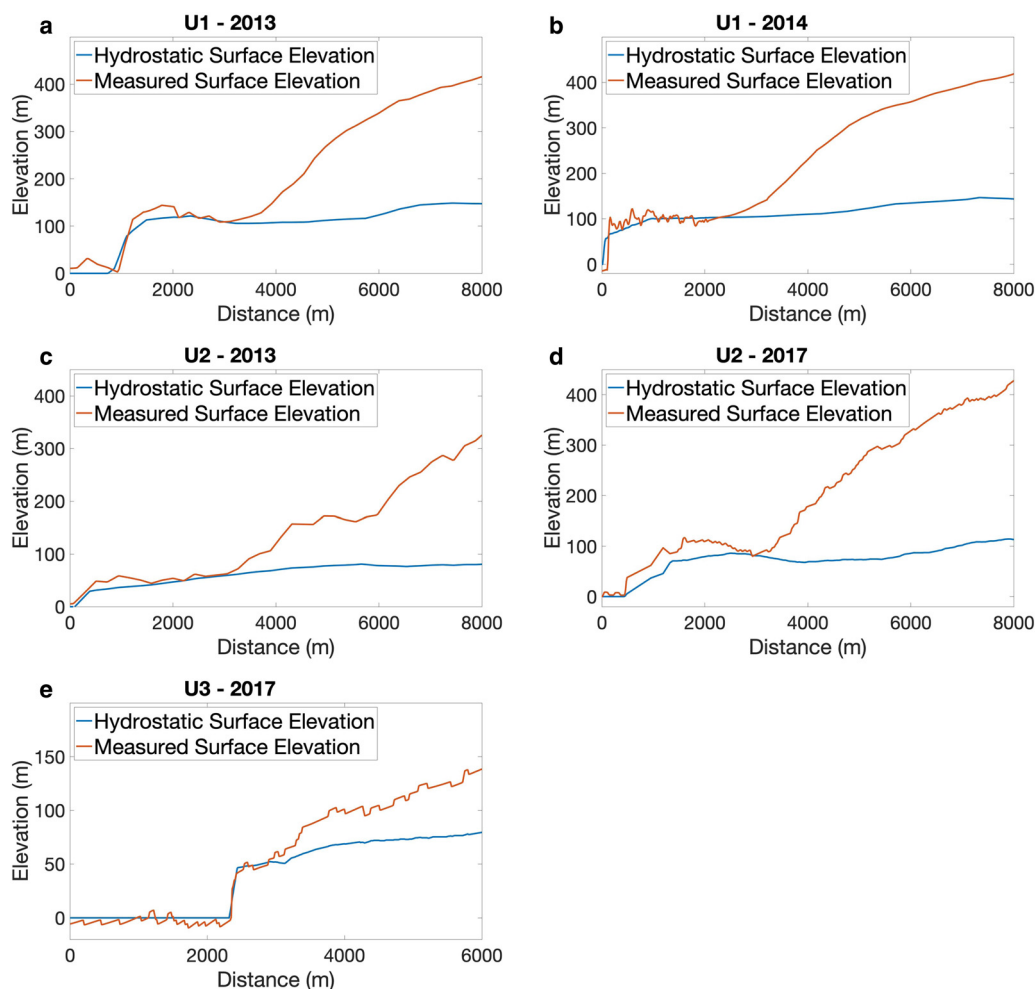 a U1 - 2013
Hydrostatic Surface Elevation
Measured Surface Elevation
Elevation (m)
400
300
200
100
0
0 2000 4000 6000 8000
Distance (m)
b U1 - 2014
Hydrostatic Surface Elevation
Measured Surface Elevation
Elevation (m)
400
300
200
100
0
0 2000 4000 6000 8000
Distance (m)
c U2 - 2013
Hydrostatic Surface Elevation
Measured Surface Elevation
Elevation (m)
400
300
200
100
0
0 2000 4000 6000 8000
Distance (m)
d U2 - 2017
Hydrostatic Surface Elevation
Measured Surface Elevation
Elevation (m)
400
300
200
100
0
0 2000 4000 6000 8000
Distance (m)
e U3 - 2017
Hydrostatic Surface Elevation
Measured Surface Elevation
Elevation (m)
150
100
50
0
0 2000 4000 6000
Distance (m)